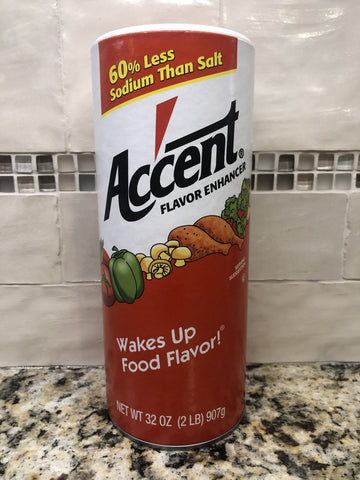 60% Less
Sodium Than Salt
Accent®
FLAVOR ENHANCER
Wakes Up
Food Flavor!®
NET WT 32 OZ (2 LB) 907g